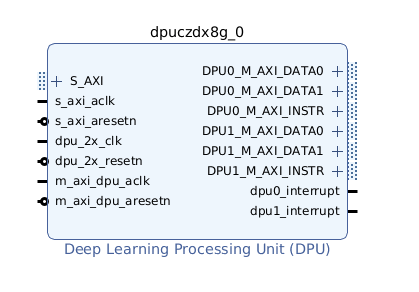 dpuczdx8g_0
S_AXI
s_axi_aclk
s_axi_aresetn
dpu_2x_clk
dpu_2x_resetn
m_axi_dpu_aclk
m_axi_dpu_aresetn
DPU0_M_AXI_DATA0
DPU0_M_AXI_DATA1
DPU0_M_AXI_INSTR
DPU1_M_AXI_DATA0
DPU1_M_AXI_DATA1
DPU1_M_AXI_INSTR
dpu0_interrupt
dpu1_interrupt
Deep Learning Processing Unit (DPU)